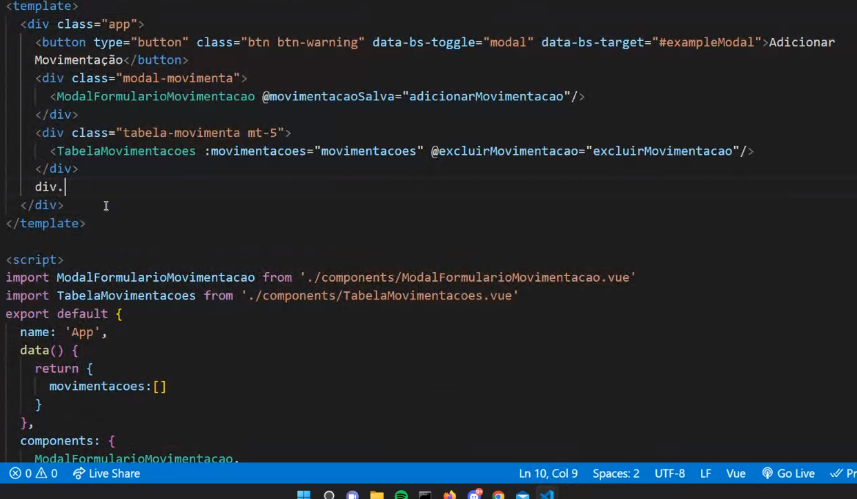 <template>
<div class="app">
<button type="button" class="btn btn-warning" data-bs-toggle="modal" data-bs-target="#exampleModal">Adicionar
Movimentação</button>
<div class="modal-movimenta">
<ModalFormularioMovimentacao @movimentacaoSalva="adicionarMovimentacao"/>
</div>
<div class="tabela-movimenta mt-5">
<TabelaMovimentacoes :movimentacoes="movimentacoes" @excluirMovimentacao="excluirMovimentacao"/>
</div>
div.
</div>
</template>
<script>
import ModalFormularioMovimentacao from './components/ModalFormularioMovimentacao.vue'
import TabelaMovimentacoes from './components/TabelaMovimentacoes.vue'
export default {
name: 'App',
data() {
return {
movimentacoes:[]
}
},
components: {
ModalFormularioMovimentacao,
0 0 Live Share Ln 10, Col 9 Spaces: 2 UTF-8 LF Vue Go Live Pr